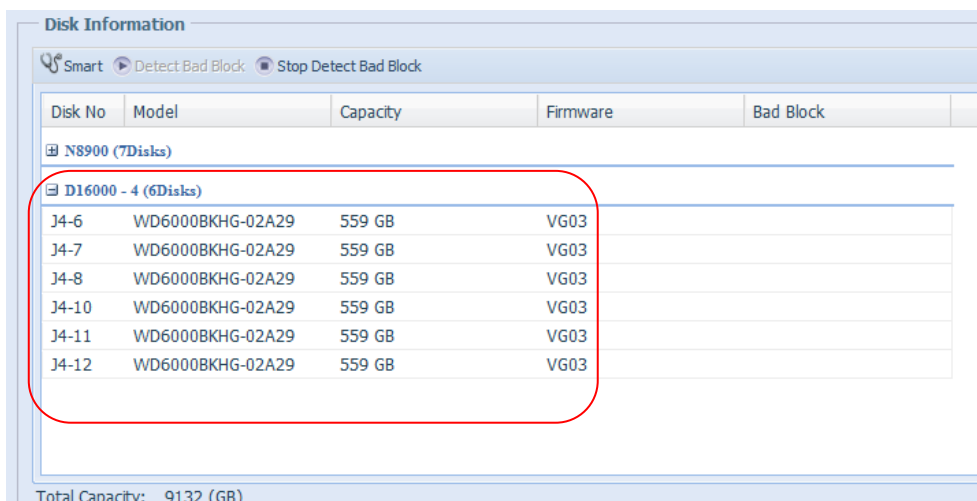 Disk Information
Smart Detect Bad Block Stop Detect Bad Block
Disk No Model Capacity Firmware Bad Block
N8900 (7Disks)
D16000 - 4 (6Disks)
J4-6 WD6000BKHG-02A29 559 GB VG03
J4-7 WD6000BKHG-02A29 559 GB VG03
J4-8 WD6000BKHG-02A29 559 GB VG03
J4-10 WD6000BKHG-02A29 559 GB VG03
J4-11 WD6000BKHG-02A29 559 GB VG03
J4-12 WD6000BKHG-02A29 559 GB VG03
Total Capacity: 9132 (GB)